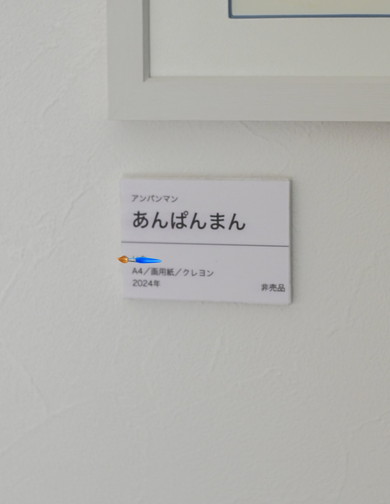 アンパンマン
あんぱんまん
A4／画用紙／クレヨン
2024年
非売品